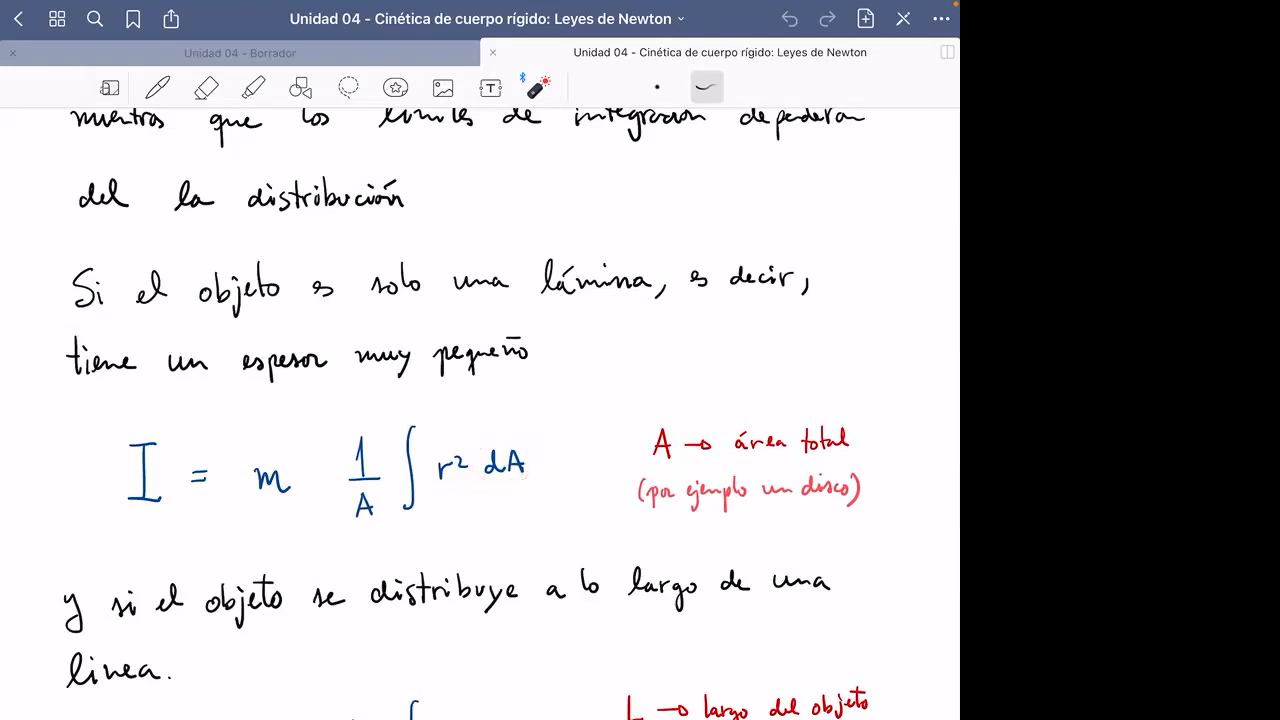 Unidad 04 - Cinética de cuerpo rígido: Leyes de Newton
Unidad 04 - Borrador
Unidad 04 - Cinética de cuerpo rígido: Leyes de Newton
mientras que los límites de integración dependerán
del la distribución
Si el objeto es solo una lámina, es decir,
tiene un espesor muy pequeño
I = m 1/A ∫ r² dA
A → área total
(por ejemplo un disco)
y si el objeto se distribuye a lo largo de una
linea.
L → largo del objeto